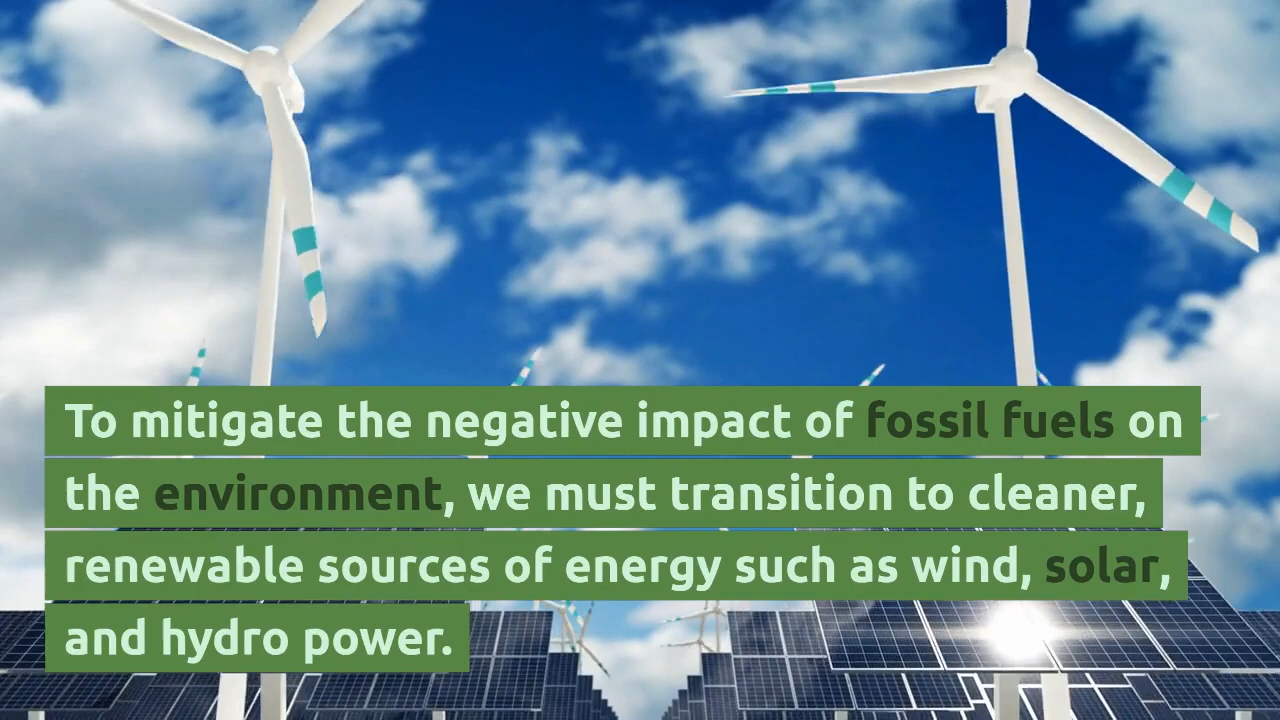 To mitigate the negative impact of fossil fuels on
the environment, we must transition to cleaner,
renewable sources of energy such as wind, solar,
and hydro power.